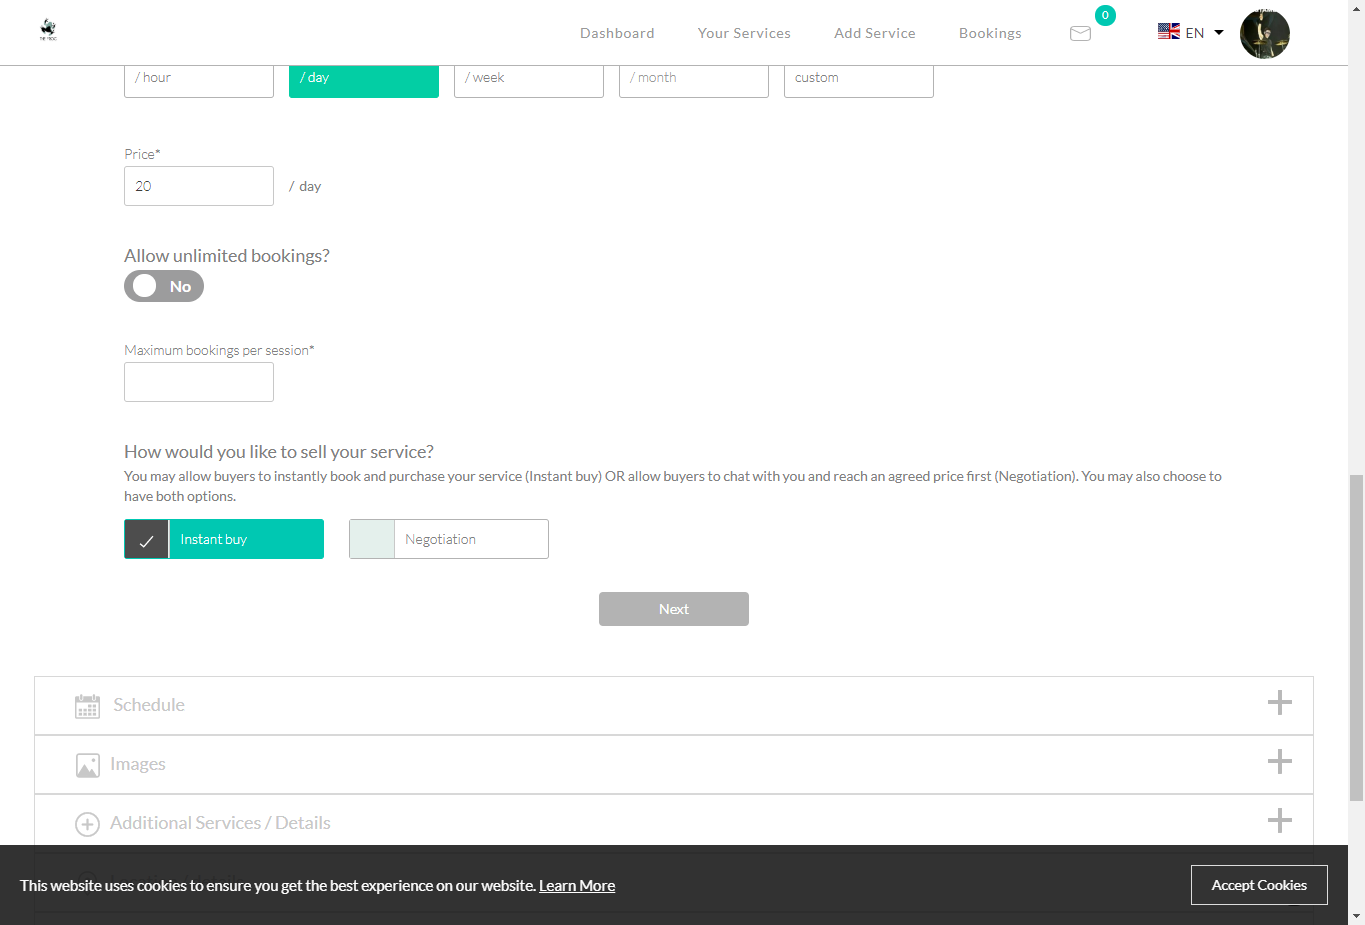 Dashboard
Your Services
Add Service
Bookings
0
EN
/ hour
/ day
/ week
/ month
custom
Price*
20
/ day
Allow unlimited bookings?
No
Maximum bookings per session*
How would you like to sell your service?
You may allow buyers to instantly book and purchase your service (Instant buy) OR allow buyers to chat with you and reach an agreed price first (Negotiation). You may also choose to
have both options.
Instant buy
Negotiation
Next
Schedule
Images
Additional Services / Details
This website uses cookies to ensure you get the best experience on our website. Learn More
Accept Cookies